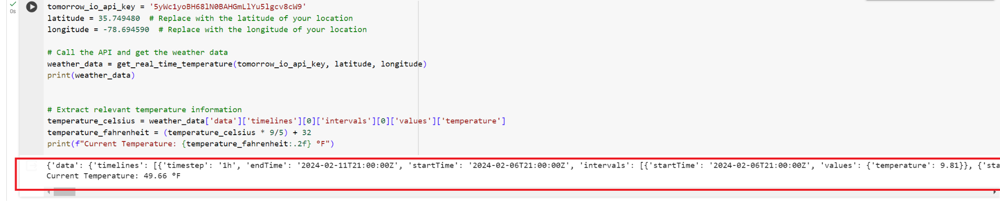 0s
tomorrow_io_api_key = '5yWc1yoBH68lN0BAHGmLlYu5lgcv8cW9'
latitude = 35.749480  # Replace with the latitude of your location
longitude = -78.694590  # Replace with the longitude of your location
# Call the API and get the weather data
weather_data = get_real_time_temperature(tomorrow_io_api_key, latitude, longitude)
print(weather_data)
# Extract relevant temperature information
temperature_celsius = weather_data['data']['timelines'][0]['intervals'][0]['values']['temperature']
temperature_fahrenheit = (temperature_celsius * 9/5) + 32
print(f"Current Temperature: {temperature_fahrenheit:.2f} °F")
{'data': {'timelines': [{'timestep': '1h', 'endTime': '2024-02-11T21:00:00Z', 'startTime': '2024-02-06T21:00:00Z', 'intervals': [{'startTime': '2024-02-06T21:00:00Z', 'values': {'temperature': 9.81}}, {'sta
Current Temperature: 49.66 °F